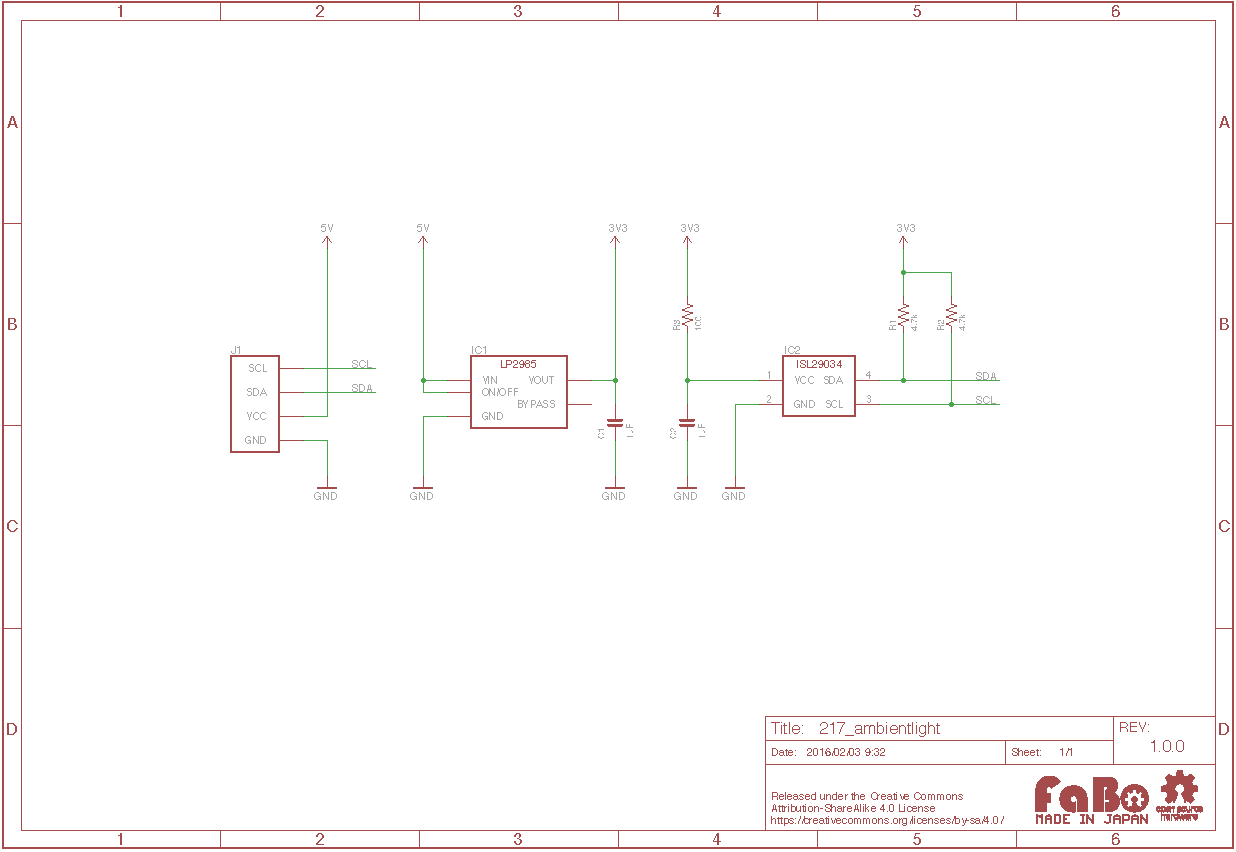 1 2 3 4 5 6
A A
B B
C C
D D
5V 5V 3V3 3V3 3V3
R3 100 R1 4.7k R2 4.7k
J1
SCL SCL
SDA SDA
VCC
GND
GND
IC1
LP2985
VIN VOUT
ON/OFF
BYPASS
GND
GND
C1 1uF
GND
C2 1uF
GND
GND
IC2
ISL29034
1 VCC SDA 4 SDA
2 GND SCL 3 SCL
Title: 217_ambientlight
REV: 1.0.0
Date: 2016/02/03 9:32
Sheet: 1/1
Released under the Creative Commons
Attribution-ShareAlike 4.0 License
https://creativecommons.org/licenses/by-sa/4.0/
FaBo
MADE IN JAPAN
open source
hardware
1 2 3 4 5 6